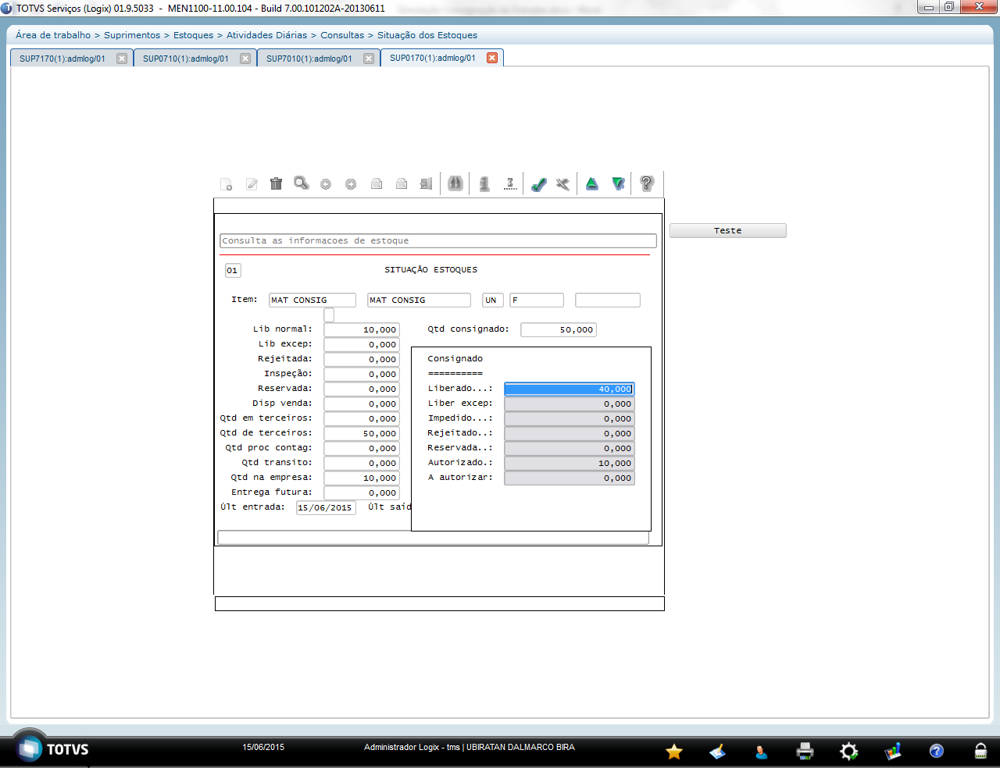 TOTVS Serviços (Logix) 01.9.5033 - MEN1100-11.00.104 - Build 7.00.101202A-20130611
Área de trabalho > Suprimentos > Estoques > Atividades Diárias > Consultas > Situação dos Estoques
SUP7170(1):admlog/01 SUP0710(1):admlog/01 SUP7010(1):admlog/01 SUP0170(1):admlog/01
Teste
Consulta as informacoes de estoque
01 SITUAÇÃO ESTOQUES
Item: MAT CONSIG MAT CONSIG UN F
Lib normal: 10,000 Qtd consignado: 50,000
Lib excep: 0,000
Rejeitada: 0,000 Consignado
Inspeção: 0,000 ==========
Reservada: 0,000 Liberado...: 40,000
Disp venda: 0,000 Liber excep: 0,000
Qtd em terceiros: 0,000 Impedido...: 0,000
Qtd de terceiros: 50,000 Rejeitado..: 0,000
Qtd proc contag: 0,000 Reservada..: 0,000
Qtd transito: 0,000 Autorizado.: 10,000
Qtd na empresa: 10,000 A autorizar: 0,000
Entrega futura: 0,000
Últ entrada: 15/06/2015 Últ saíd
TOTVS 15/06/2015 Administrador Logix - tms | UBIRATAN DALMARCO BIRA